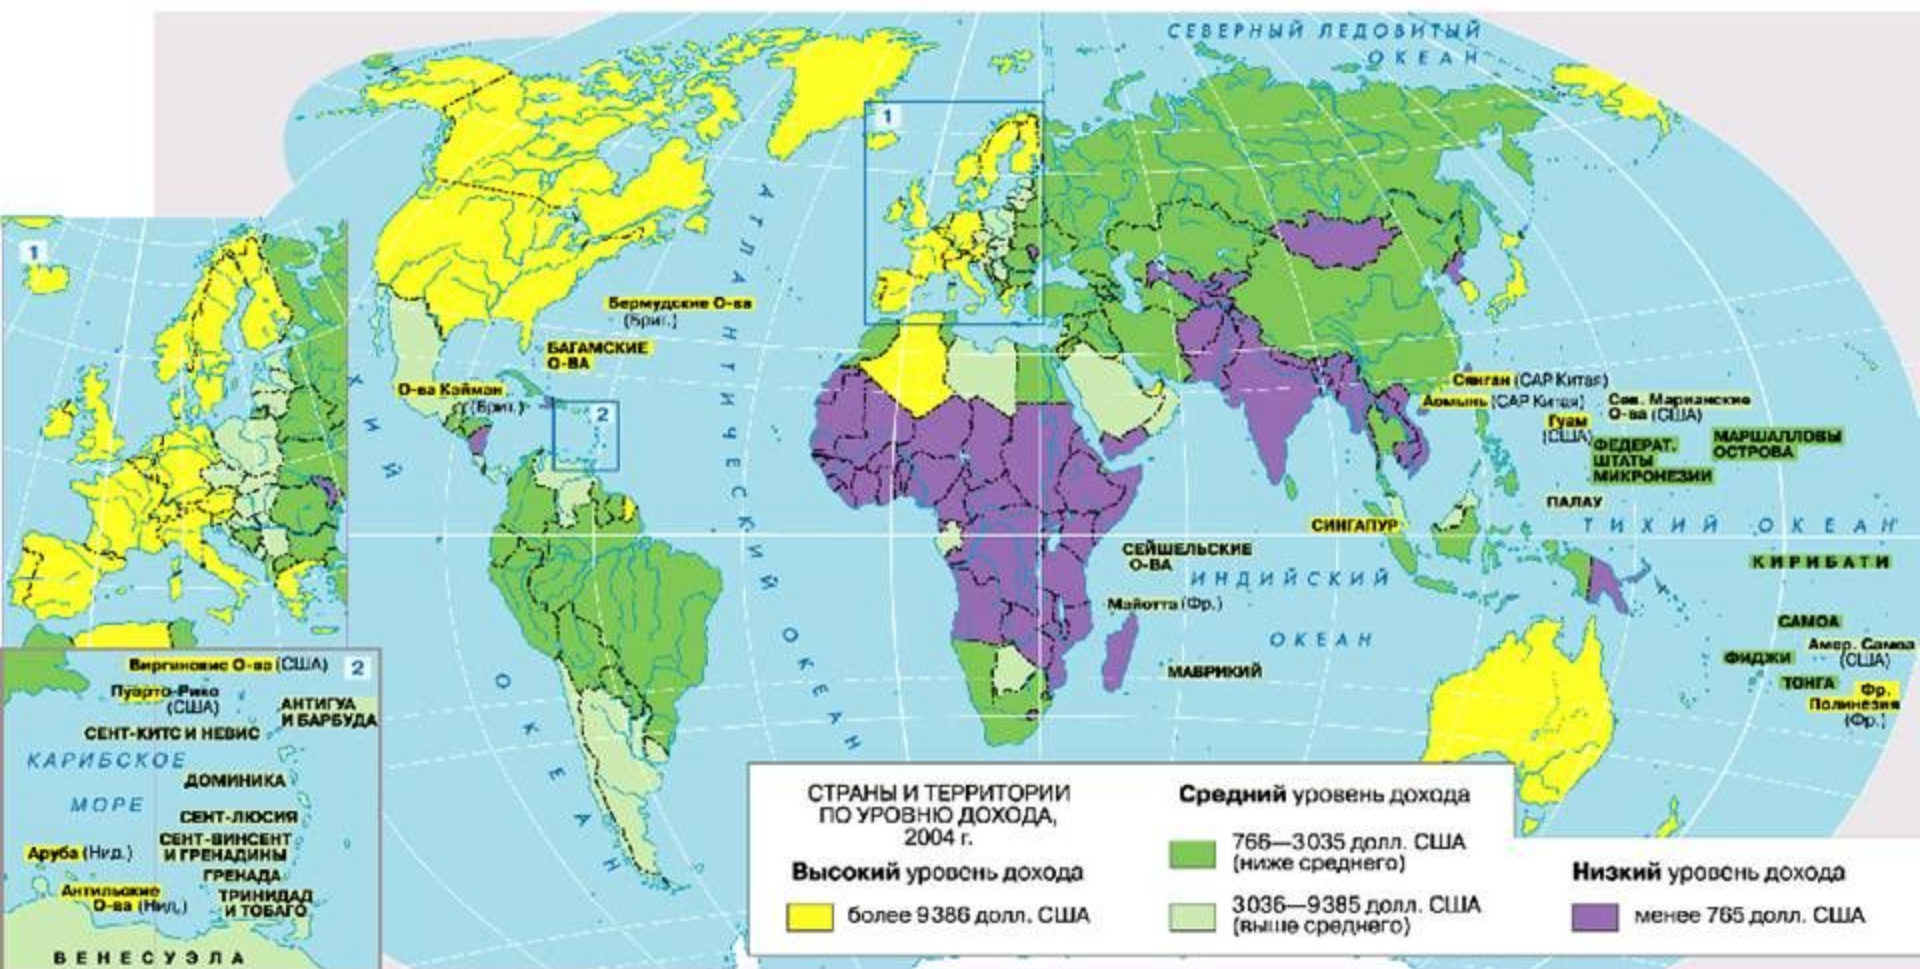 СЕВЕРНЫЙ ЛЕДОВИТЫЙ
ОКЕАН
1
1
АТЛАНТИЧЕСКИЙ ОКЕАН
Бермудские О-ва
(Брит.)
БАГАМСКИЕ
О-ВА
О-ва Кайман
(Брит.)
2
ХИЙ
ОКЕАН
Сянган (САР Китая)
Аомынь (САР Китая)
Сев. Марианские
О-ва (США)
Гуам
(США)
ФЕДЕРАТ.
ШТАТЫ
МИКРОНЕЗИИ
МАРШАЛЛОВЫ
ОСТРОВА
ПАЛАУ
СИНГАПУР
ТИХИЙ ОКЕАН
СЕЙШЕЛЬСКИЕ
О-ВА
ИНДИЙСКИЙ
ОКЕАН
Майотта (Фр.)
МАВРИКИЙ
КИРИБАТИ
САМОА
Амер. Самоа
(США)
ФИДЖИ
ТОНГА
Фр.
Полинезия
(Фр.)
Виргинские О-ва (США)
2
Пуэрто-Рико
(США)
АНТИГУА
И БАРБУДА
СЕНТ-КИТС И НЕВИС
КАРИБСКОЕ
МОРЕ
ДОМИНИКА
СЕНТ-ЛЮСИЯ
СЕНТ-ВИНСЕНТ
И ГРЕНАДИНЫ
Аруба (Нид.)
ГРЕНАДА
Антильские
О-ва (Нид.)
ТРИНИДАД
И ТОБАГО
ВЕНЕСУЭЛА
СТРАНЫ И ТЕРРИТОРИИ
ПО УРОВНЮ ДОХОДА,
2004 г.
Высокий уровень дохода
более 9386 долл. США
Средний уровень дохода
766—3035 долл. США
(ниже среднего)
3036—9385 долл. США
(выше среднего)
Низкий уровень дохода
менее 765 долл. США